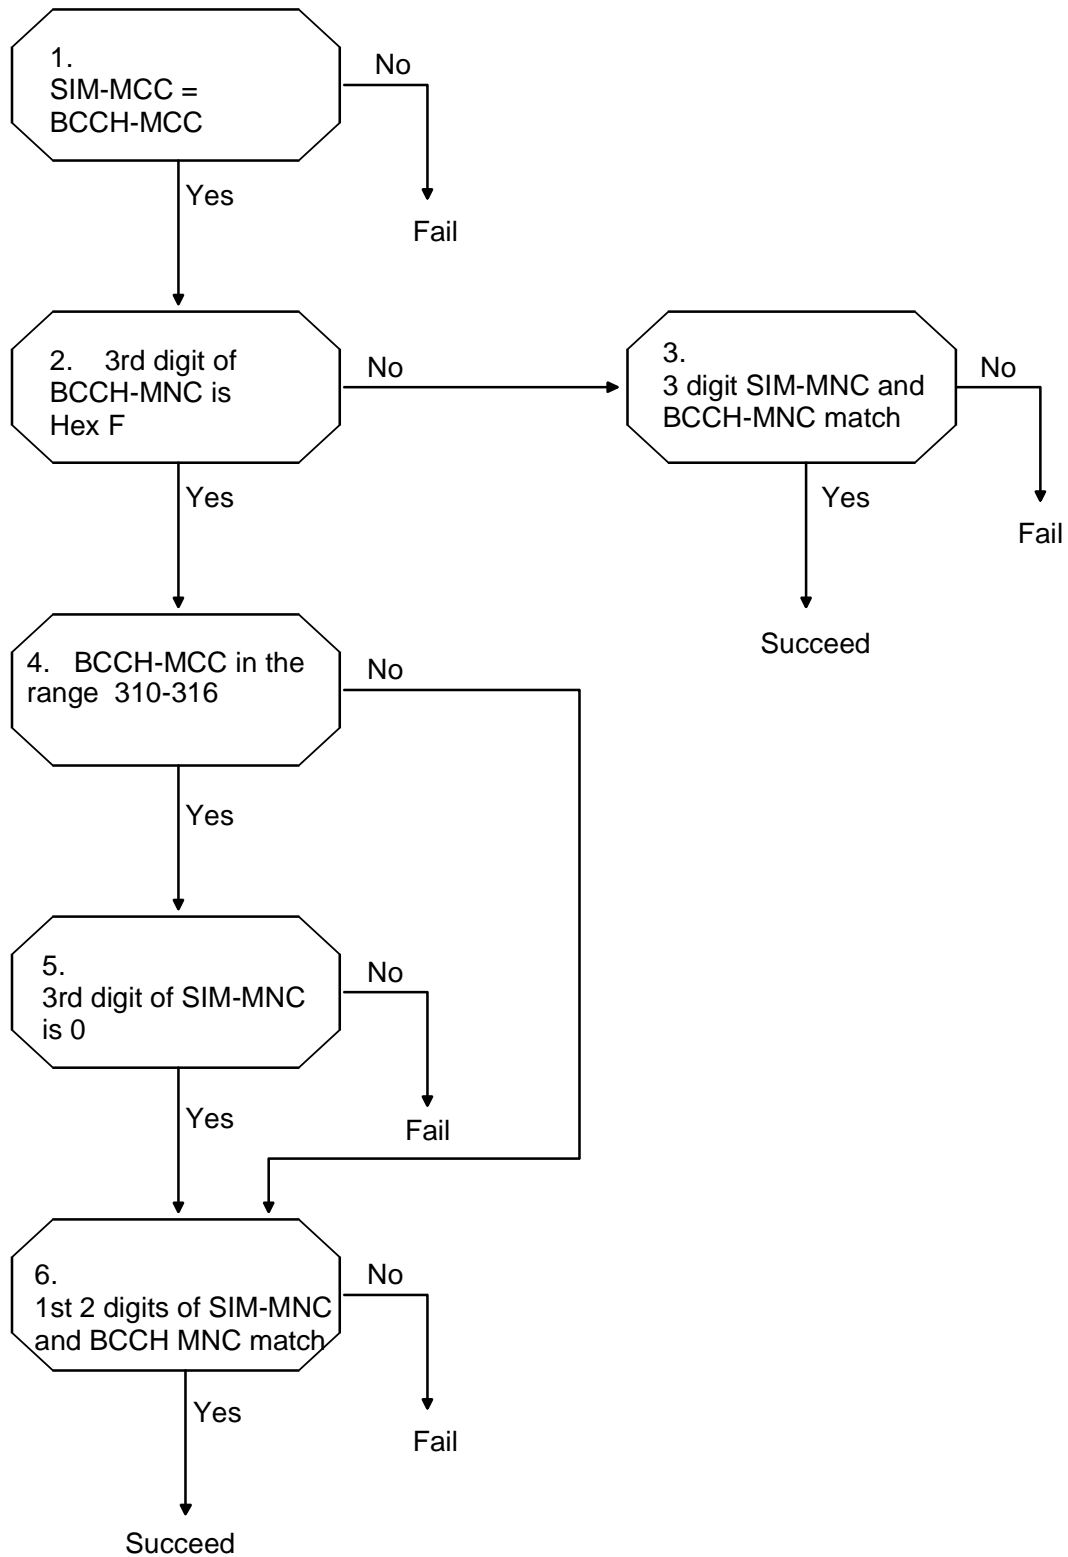 1.
SIM-MCC =
BCCH-MCC
No
Yes
Fail
2. 3rd digit of
BCCH-MNC is
Hex F
No
3.
3 digit SIM-MNC and
BCCH-MNC match
No
Yes
Yes
Fail
Succeed
4. BCCH-MCC in the
range 310-316
No
Yes
5.
3rd digit of SIM-MNC
is 0
No
Yes
Fail
6.
1st 2 digits of SIM-MNC
and BCCH MNC match
No
Yes
Fail
Succeed